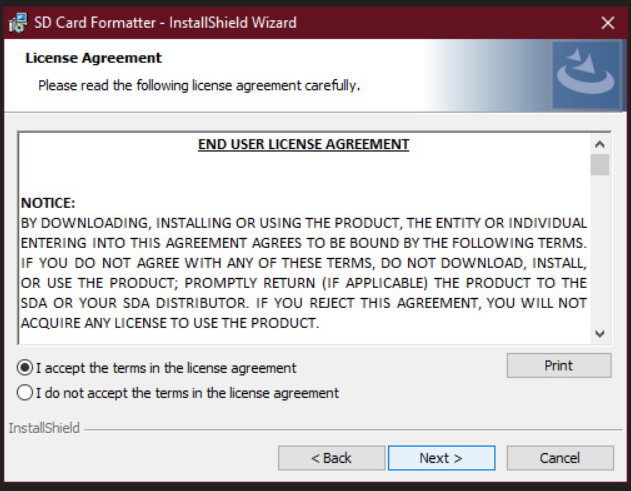 SD Card Formatter - InstallShield Wizard
License Agreement
Please read the following license agreement carefully.
END USER LICENSE AGREEMENT
NOTICE:
BY DOWNLOADING, INSTALLING OR USING THE PRODUCT, THE ENTITY OR INDIVIDUAL
ENTERING INTO THIS AGREEMENT AGREES TO BE BOUND BY THE FOLLOWING TERMS.
IF YOU DO NOT AGREE WITH ANY OF THESE TERMS, DO NOT DOWNLOAD, INSTALL,
OR USE THE PRODUCT; PROMPTLY RETURN (IF APPLICABLE) THE PRODUCT TO THE
SDA OR YOUR SDA DISTRIBUTOR. IF YOU REJECT THIS AGREEMENT, YOU WILL NOT
ACQUIRE ANY LICENSE TO USE THE PRODUCT.
I accept the terms in the license agreement
Print
I do not accept the terms in the license agreement
InstallShield
< Back
Next >
Cancel